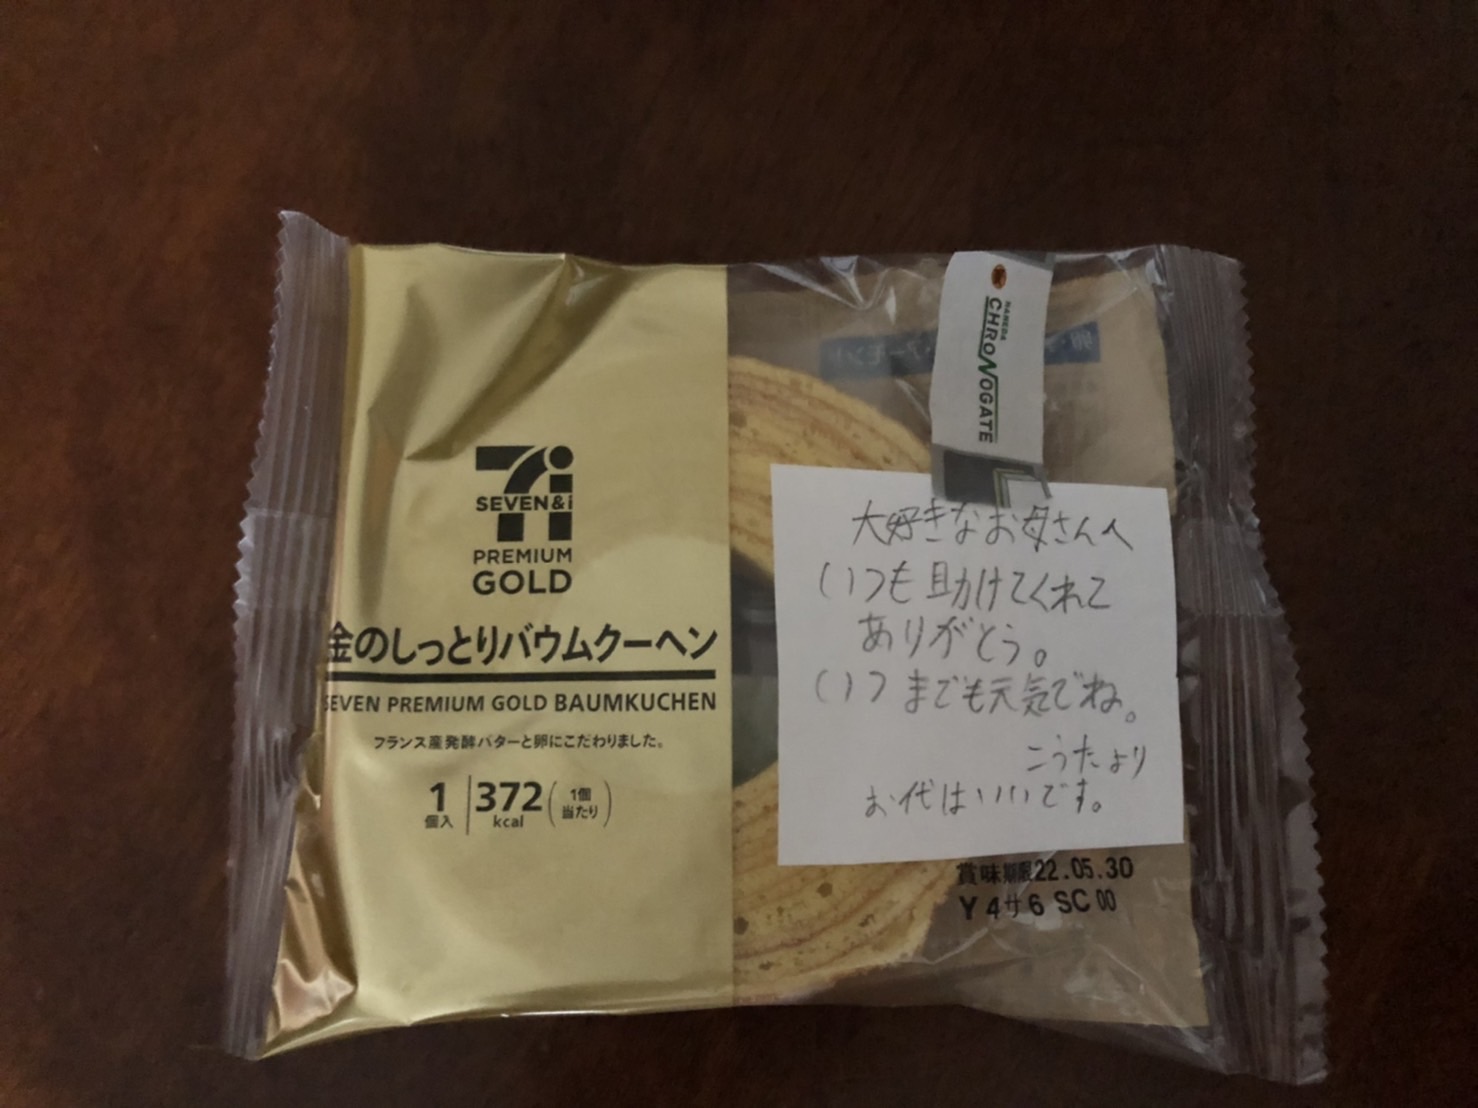 7i
SEVEN&i
PREMIUM
GOLD
金のしっとりバウムクーヘン
SEVEN PREMIUM GOLD BAUMKUCHEN
フランス産発酵バターと卵にこだわりました。
1個入
372kcal(1個当たり)
HANEDA
CHRONOGATE
大好きなお母さんへ
いつも助けてくれて
ありがとう。
いつまでも元気でね。
こうたより
お代はいいです。
賞味期限22.05.30
Y4サ6 SC 00